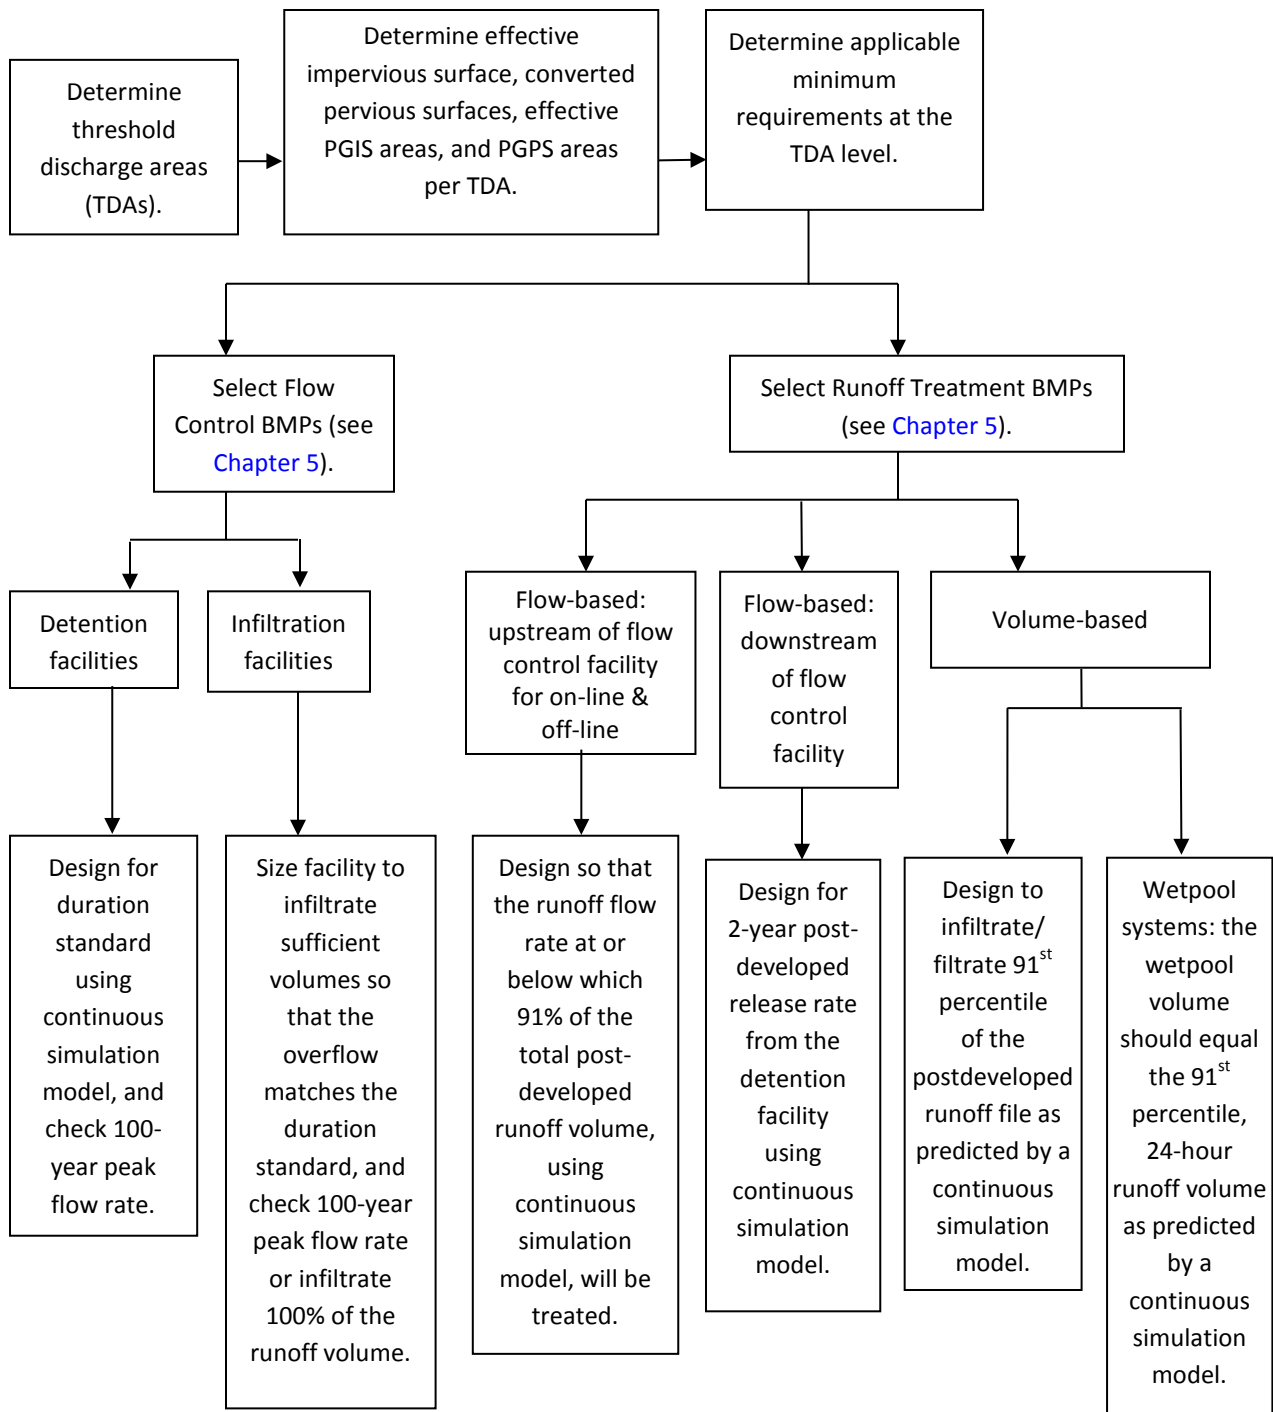 Determine
threshold
discharge areas
(TDAs).
Determine effective
impervious surface, converted
pervious surfaces, effective
PGIS areas, and PGPS areas
per TDA.
Determine applicable
minimum
requirements at the
TDA level.
Select Flow
Control BMPs (see
Chapter 5).
Select Runoff Treatment BMPs
(see Chapter 5).
Detention
facilities
Infiltration
facilities
Flow-based:
upstream of flow
control facility
for on-line &
off-line
Flow-based:
downstream
of flow
control
facility
Volume-based
Design for
duration
standard
using
continuous
simulation
model, and
check 100-
year peak
flow rate.
Size facility to
infiltrate
sufficient
volumes so
that the
overflow
matches the
duration
standard, and
check 100-year
peak flow rate
or infiltrate
100% of the
runoff volume.
Design so that
the runoff flow
rate at or
below which
91% of the
total post-
developed
runoff volume,
using
continuous
simulation
model, will be
treated.
Design for
2-year post-
developed
release rate
from the
detention
facility
using
continuous
simulation
model.
Design to
infiltrate/
filtrate 91st
percentile
of the
postdeveloped
runoff file as
predicted by a
continuous
simulation
model.
Wetpool
systems: the
wetpool
volume
should equal
the 91st
percentile,
24-hour
runoff volume
as predicted
by a
continuous
simulation
model.